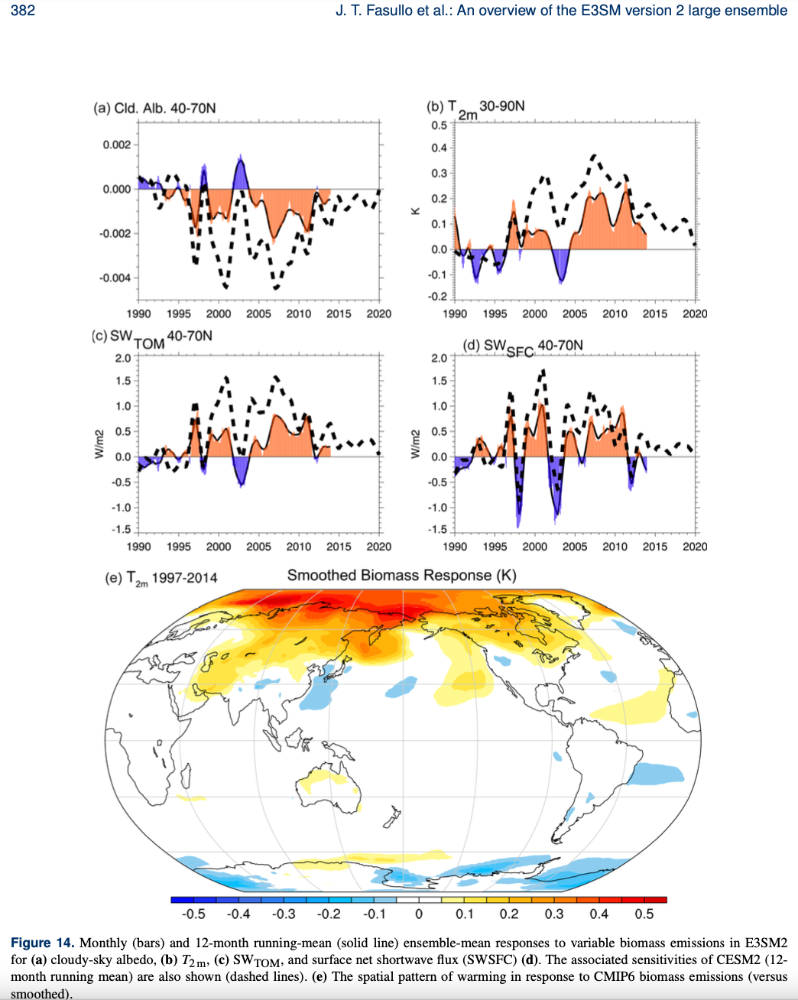 382
J. T. Fasullo et al.: An overview of the E3SM version 2 large ensemble
(a) Cld. Alb. 40-70N
0.002
0.000
-0.002
-0.004
1990 1995 2000 2005 2010 2015 2020
(b) T2m 30-90N
0.5
0.4
0.3
0.2
0.1
0.0
-0.1
-0.2
K
1990 1995 2000 2005 2010 2015 2020
(c) SWTOM 40-70N
2.0
1.5
1.0
0.5
0.0
-0.5
-1.0
-1.5
W/m2
1990 1995 2000 2005 2010 2015 2020
(d) SWSFC 40-70N
2.0
1.5
1.0
0.5
0.0
-0.5
-1.0
-1.5
W/m2
1990 1995 2000 2005 2010 2015 2020
(e) T2m 1997-2014
Smoothed Biomass Response (K)
-0.5 -0.4 -0.3 -0.2 -0.1 0 0.1 0.2 0.3 0.4 0.5
Figure 14. Monthly (bars) and 12-month running-mean (solid line) ensemble-mean responses to variable biomass emissions in E3SM2
for (a) cloudy-sky albedo, (b) T2 m, (c) SWTOM, and surface net shortwave flux (SWSFC) (d). The associated sensitivities of CESM2 (12-
month running mean) are also shown (dashed lines). (e) The spatial pattern of warming in response to CMIP6 biomass emissions (versus
smoothed).